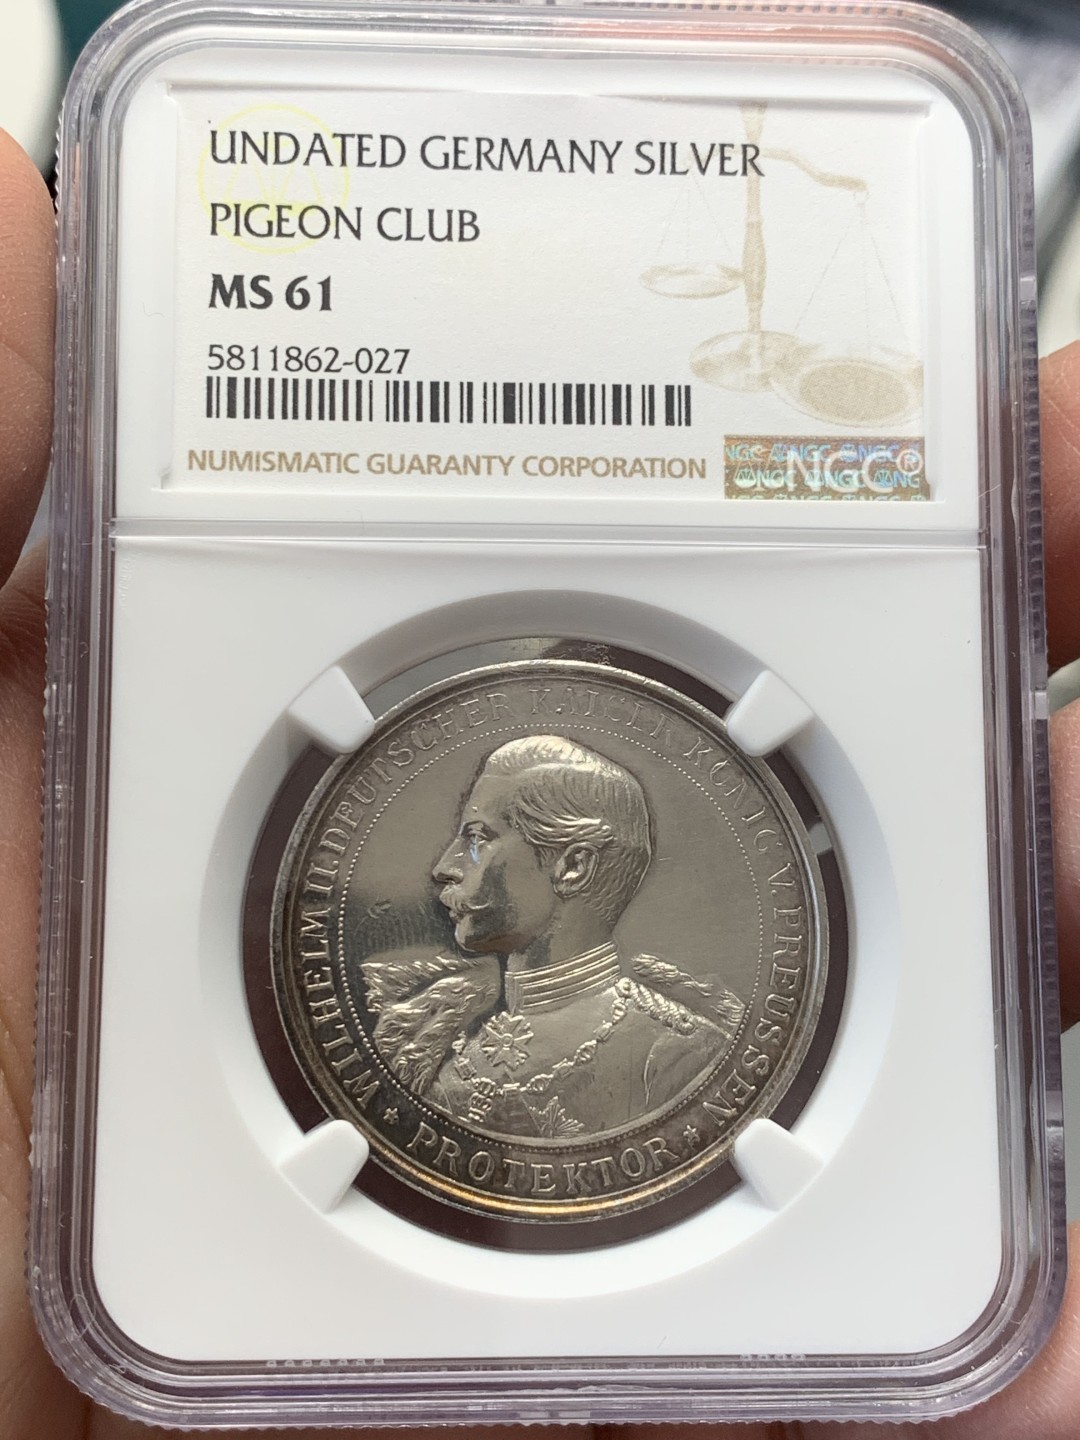 UNDATED GERMANY SILVER
PIGEON CLUB
MS 61
5811862-027
NUMISMATIC GUARANTY CORPORATION
NGC®
WILHELM II. DEUTSCHER KAISER KÖNIG V. PREUSSEN
* PROTEKTOR *